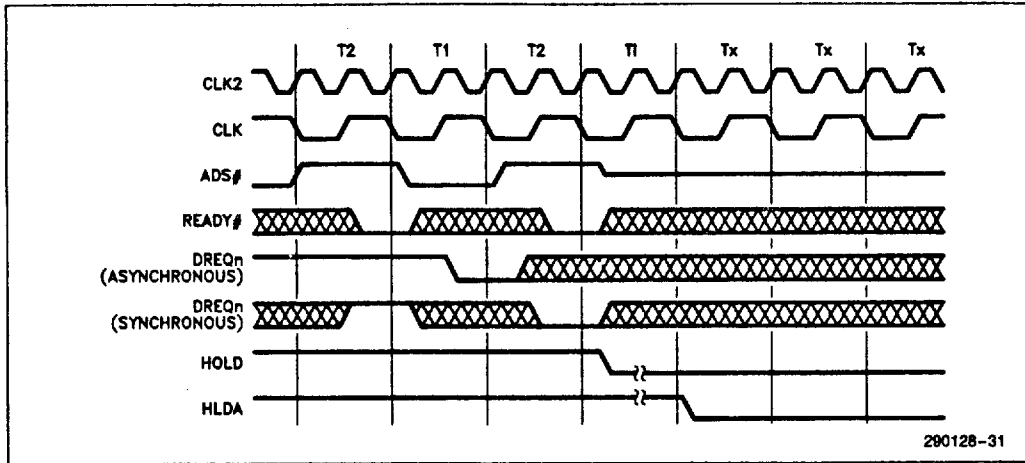 T2 T1 T2 Ti Tx Tx Tx
CLK2
CLK
ADS#
READY#
DREQn
(ASYNCHRONOUS)
DREQn
(SYNCHRONOUS)
HOLD
HLDA
290128-31